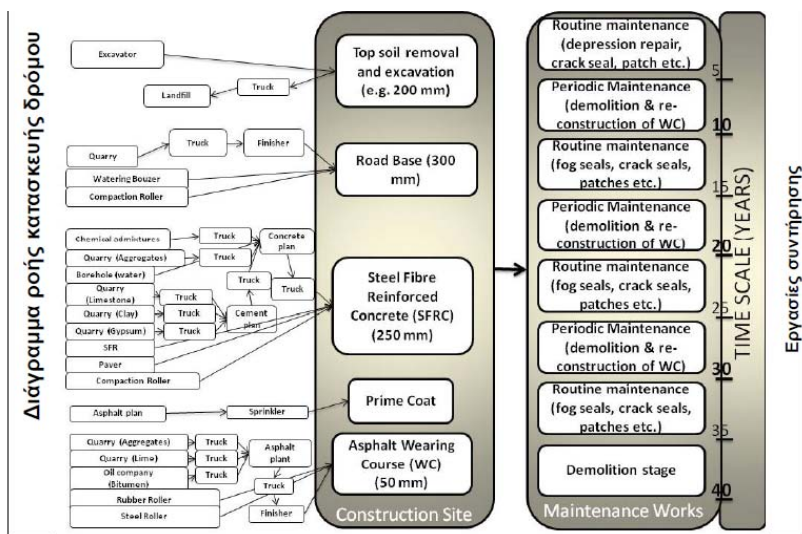 Διάγραμμα ροής κατασκευής δρόμου
Excavator
Truck
Landfill
Quarry
Truck
Finisher
Watering Bouzer
Compaction Roller
Chemical admixtures
Truck
Concrete
plan
Quarry (Aggregates)
Truck
Borehole (water)
Truck
Truck
Quarry
(Limestone)
Truck
Quarry (Clay)
Truck
Cement
plan
Quarry (Gypsum)
Truck
SFR
Paver
Compaction Roller
Asphalt plan
Sprinkler
Quarry (Aggregates)
Truck
Asphalt
plant
Quarry (Lime)
Truck
Oil company
(Bitumen)
Truck
Truck
Rubber Roller
Steel Roller
Finisher
Top soil removal
and excavation
(e.g. 200 mm)
Road Base (300
mm)
Steel Fibre
Reinforced
Concrete (SFRC)
(250 mm)
Prime Coat
Asphalt Wearing
Course (WC)
(50 mm)
Construction Site
Routine maintenance
(depression repair,
crack seal, patch etc.)
Periodic Maintenance
(demolition & re-
construction of WC)
Routine maintenance
(fog seals, crack seals,
patches etc.)
Periodic Maintenance
(demolition & re-
construction of WC)
Routine maintenance
(fog seals, crack seals,
patches etc.)
Periodic Maintenance
(demolition & re-
construction of WC)
Routine maintenance
(fog seals, crack seals,
patches etc.)
Demolition stage
Maintenance Works
5
10
15
20
25
30
35
40
TIME SCALE (YEARS)
Εργασίες συντήρησης